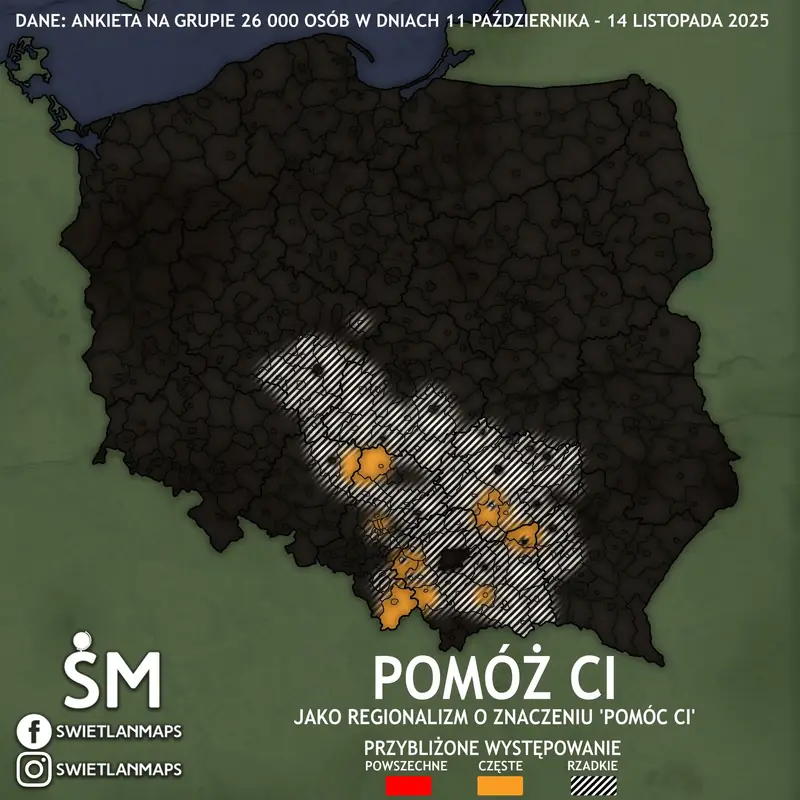 DANE: ANKIETA NA GRUPIE 26 000 OSÓB W DNIACH 11 PAŹDZIERNIKA - 14 LISTOPADA 2025
ŚM
SWIETLANMAPS
SWIETLANMAPS
POMÓŻ CI
JAKO REGIONALIZM O ZNACZENIU 'POMÓC CI'
PRZYBLIŻONE WYSTĘPOWANIE
POWSZECHNE CZĘSTE RZADKIE